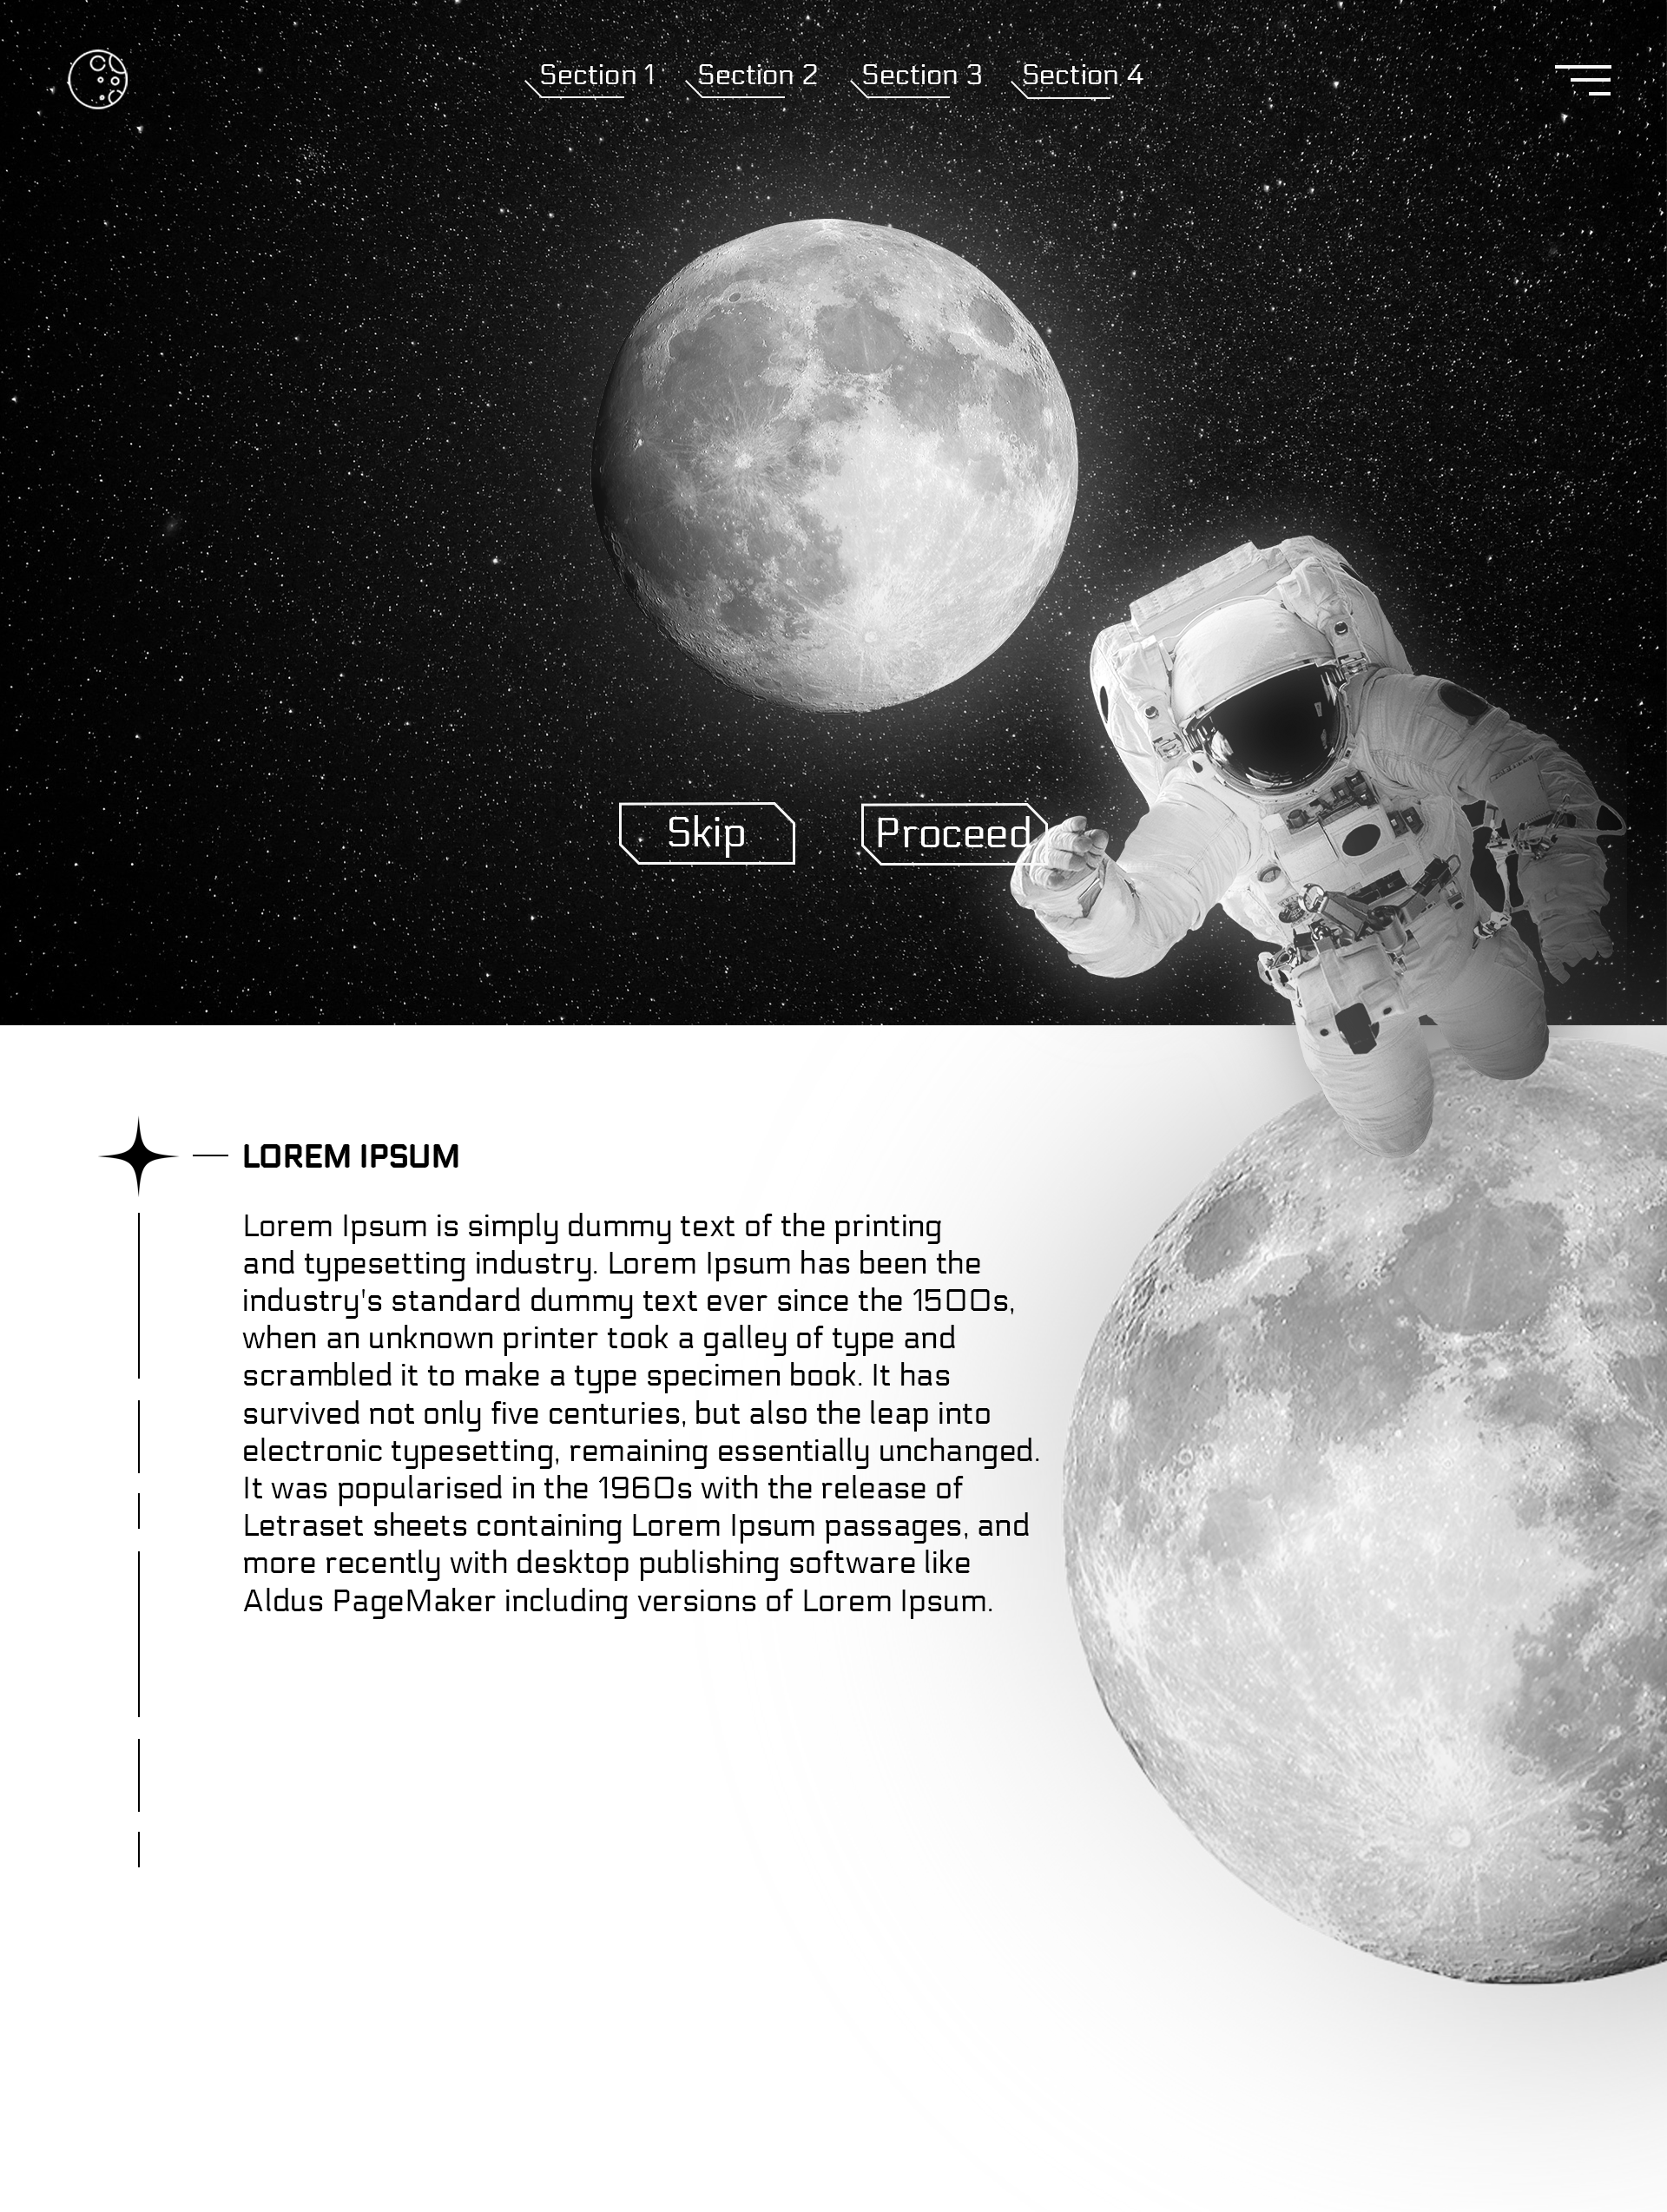 Section 1 Section 2 Section 3 Section 4
Skip Proceed
LOREM IPSUM
Lorem Ipsum is simply dummy text of the printing
and typesetting industry. Lorem Ipsum has been the
industry's standard dummy text ever since the 1500s,
when an unknown printer took a galley of type and
scrambled it to make a type specimen book. It has
survived not only five centuries, but also the leap into
electronic typesetting, remaining essentially unchanged.
It was popularised in the 1960s with the release of
Letraset sheets containing Lorem Ipsum passages, and
more recently with desktop publishing software like
Aldus PageMaker including versions of Lorem Ipsum.